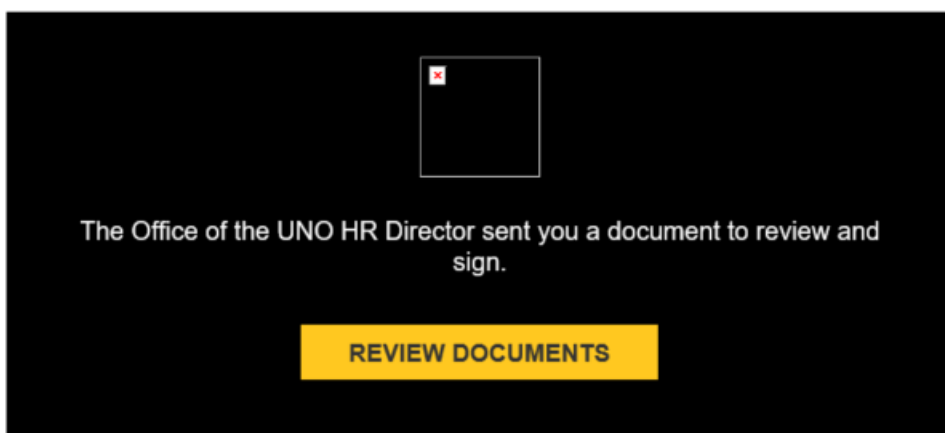 The Office of the UNO HR Director sent you a document to review and
sign.
REVIEW DOCUMENTS